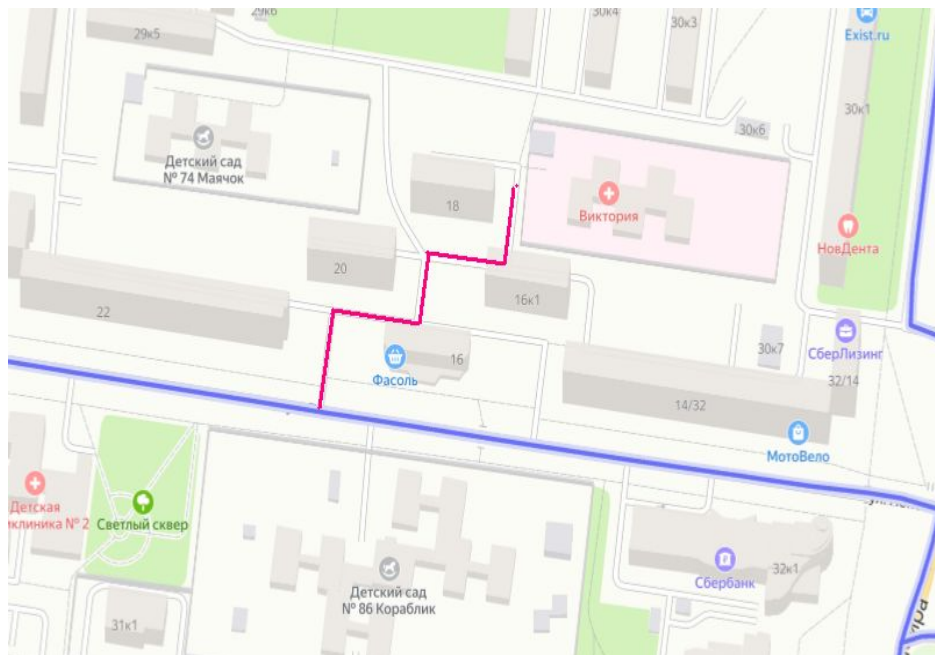 29к6
30к4
30к3
Exist.ru
29к5
30к1
30к6
Детский сад
№ 74 Маячок
18
Виктория
НовДента
20
16к1
22
СберЛизинг
30к7
16
Фасоль
32/14
14/32
МотоВело
Детская
иклиника № 2
Светлый сквер
Сбербанк
32к1
Детский сад
№ 86 Кораблик
31к1